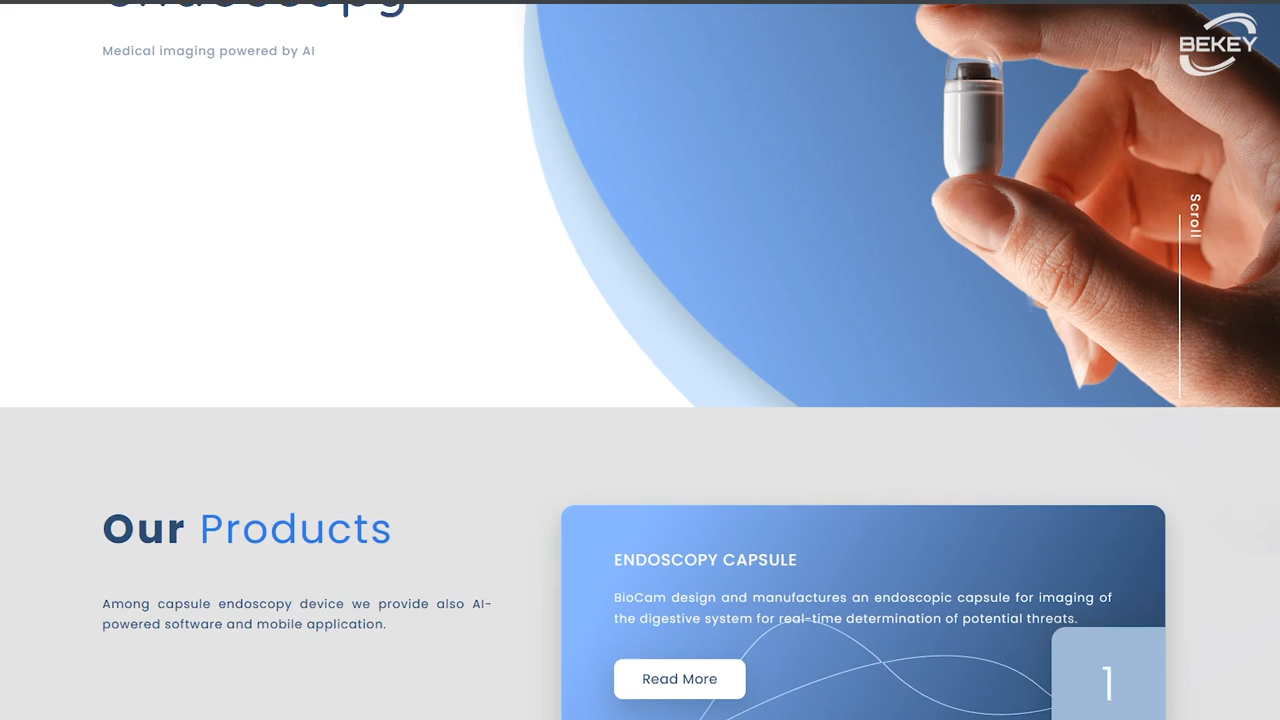 endoscopy
Medical imaging powered by AI
BEKEY
Scroll
Our Products
Among capsule endoscopy device we provide also AI-
powered software and mobile application.
ENDOSCOPY CAPSULE
BioCam design and manufactures an endoscopic capsule for imaging of
the digestive system for real-time determination of potential threats.
Read More
1